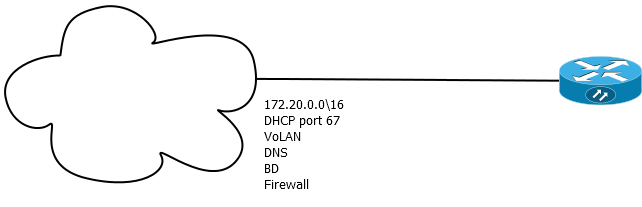 172.20.0.0\16
DHCP port 67
VoLAN
DNS
BD
Firewall